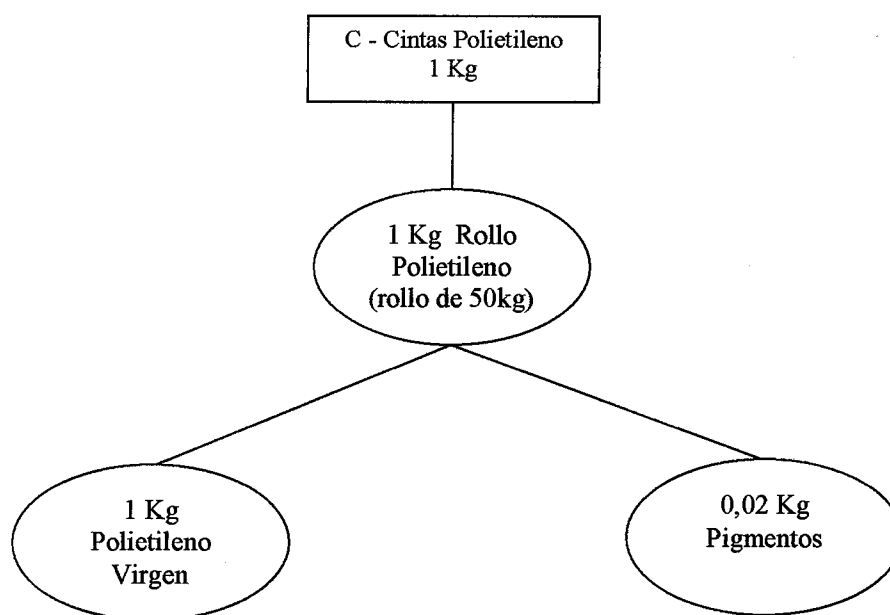 C - Cintas Polietileno
1 Kg
1 Kg Rollo
Polietileno
(rollo de 50kg)
1 Kg
Polietileno
Virgen
0,02 Kg
Pigmentos